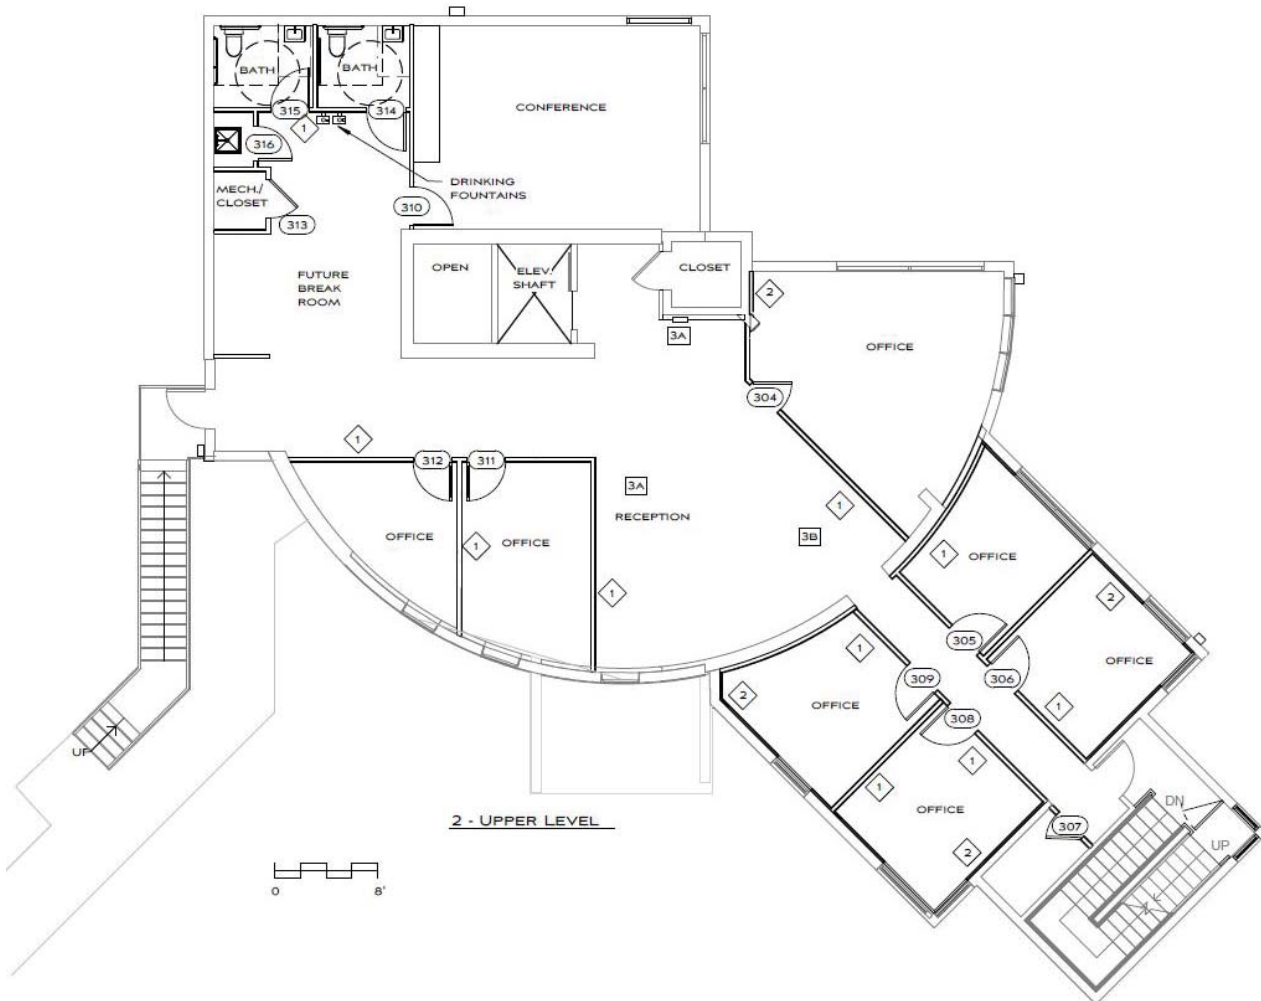 BATH
BATH
315
314
1
316
CONFERENCE
DRINKING
FOUNTAINS
MECH./
CLOSET
310
313
FUTURE
BREAK
ROOM
OPEN
ELEV.
SHAFT
CLOSET
2
3A
OFFICE
304
1
312
311
3A
RECEPTION
1
3B
OFFICE
1
OFFICE
1
OFFICE
1
2
305
306
OFFICE
1
1
309
2
OFFICE
308
1
1
OFFICE
2
307
DN
UP
UP
2 - UPPER LEVEL
0
8'